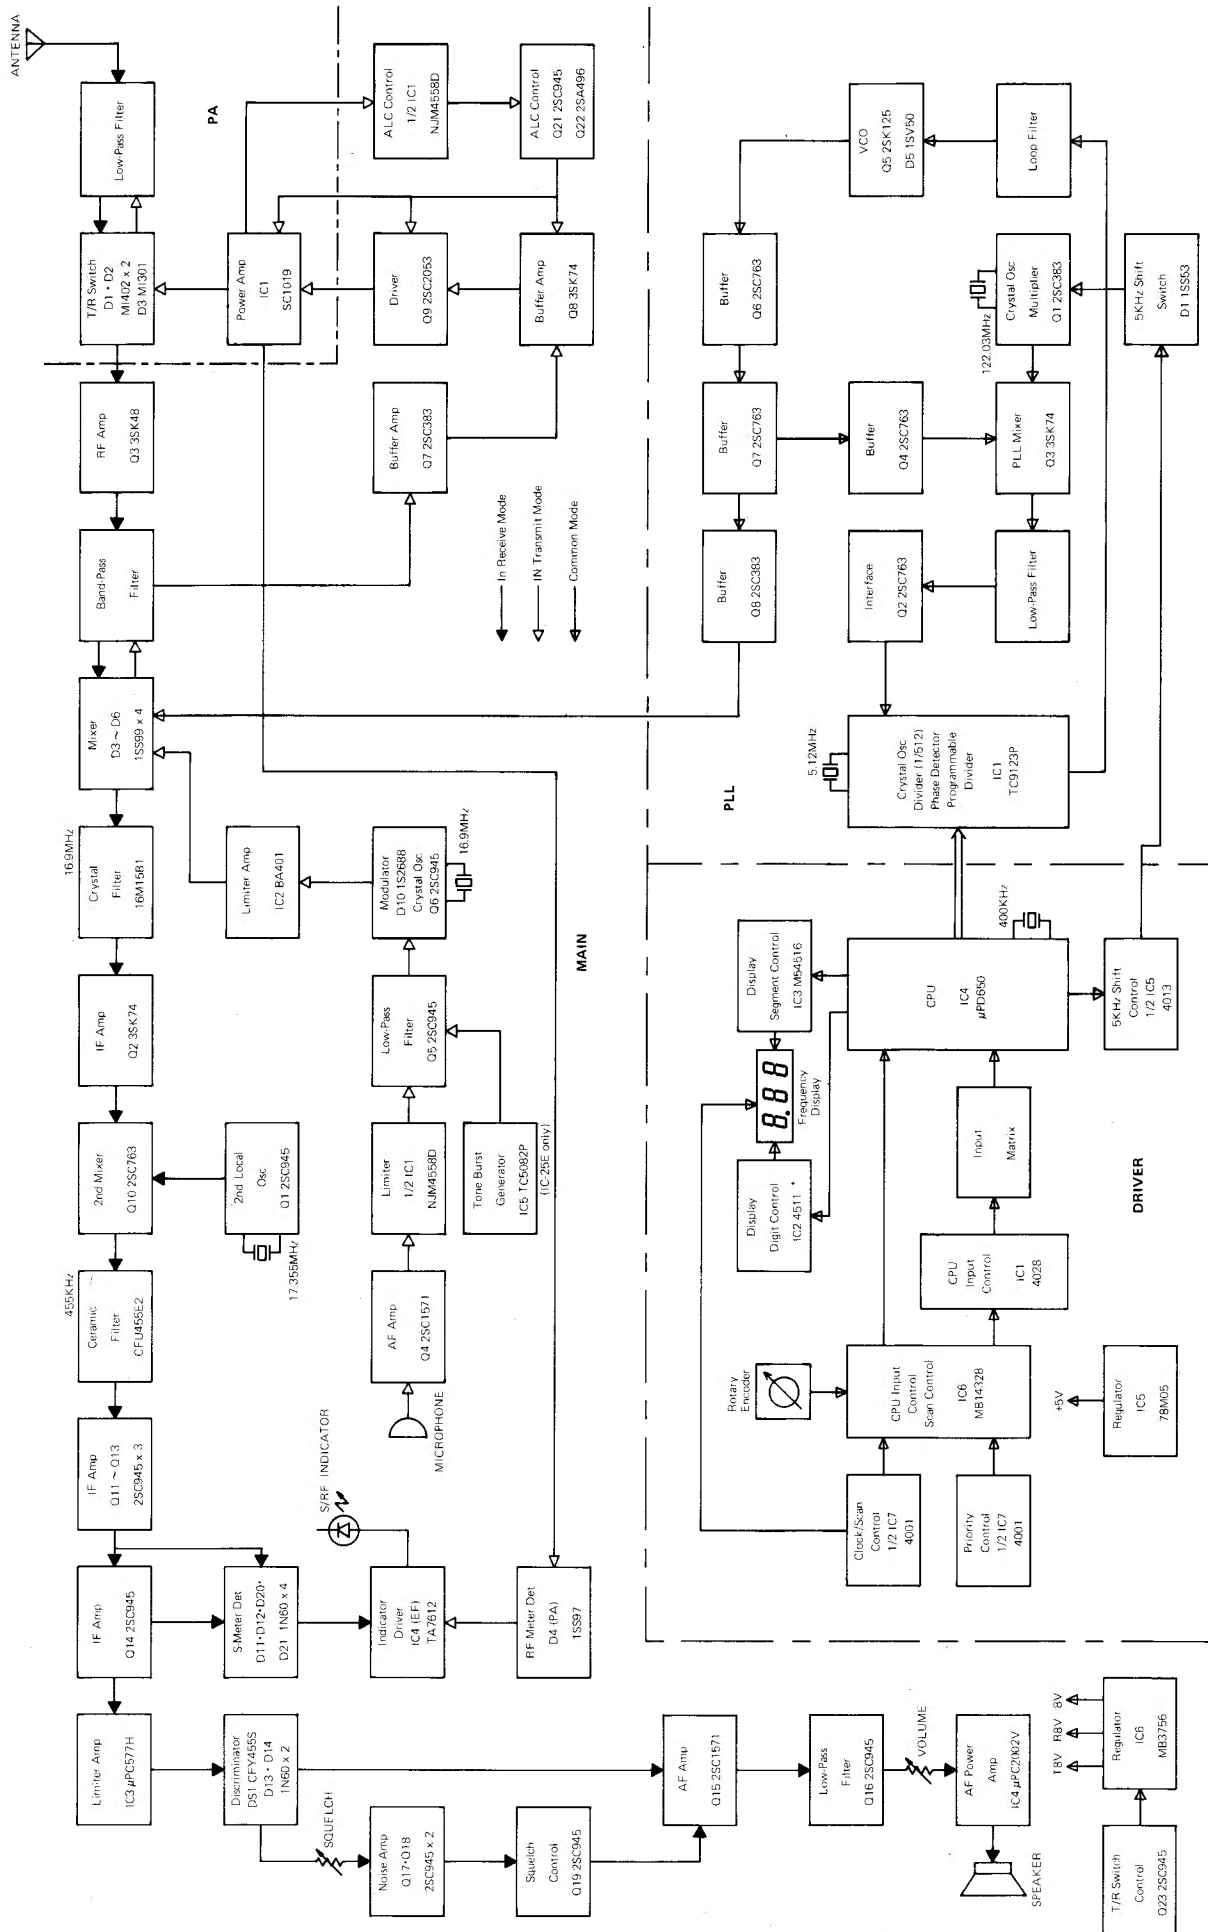 ANTENNA
Low-Pass Filter
T/R Switch
D1 · D2
MI402 x 2
D3 MI301
RF Amp
Q3 3SK48
Band-Pass
Filter
Mixer
D3 ~ D6
1SS99 x 4
16.9MHz
Crystal
Filter
16M15B1
IF Amp
Q2 3SK74
2nd Mixer
Q10 2SC763
455KHz
Ceramic
Filter
CFU455E2
IF Amp
Q11 ~ Q13
2SC945 x 3
IF Amp
Q14 2SC945
Limiter Amp
IC3 μPC577H
PA
Power Amp
IC1
SC1019
ALC Control
1/2 IC1
NJM4558D
ALC Control
Q21 2SC945
Q22 2SA496
Driver
Q9 2SC2053
Buffer Amp
Q8 3SK74
Buffer Amp
Q7 2SC383
In Receive Mode
IN Transmit Mode
Common Mode
Limiter Amp
IC2 BA401
Modulator
D10 1S2688
Crystal Osc.
Q6 2SC945
16.9MHz
MAIN
2nd Local
Osc
Q1 2SC945
17.355MHz
Low-Pass
Filter
Q5 2SC945
Limiter
1/2 IC1
NJM4558D
Tone Burst
Generator
IC5 TC5082P
(IC-25E only)
AF Amp
Q4 2SC1571
MICROPHONE
S/RF INDICATOR
S-Meter Det
D11·D12·D20·
D21 1N60 x 4
Indicator
Driver
IC4 (EF)
TA7612
RF Meter Det
D4 (PA)
1SS97
Discriminator
DS1 CFY455S
D13 · D14
1N60 x 2
SQUELCH
Noise Amp
Q17·Q18
2SC945 x 2
Squelch
Control
Q19 2SC945
AF Amp
Q15 2SC1571
Low-Pass
Filter
Q16 2SC945
VOLUME
AF Power
Amp
IC4 μPC2002V
SPEAKER
T8V R8V 8V
Regulator
IC6
MB3756
T/R Switch
Control
Q23 2SC945
PLL
Buffer
Q6 2SC763
VCO
Q5 2SK125
D5 1SV50
Loop Filter
Buffer
Q7 2SC763
Buffer
Q4 2SC763
122.03MHz
Crystal Osc
Multiplier
Q1 2SC383
5KHz Shift
Switch
D1 1SS53
PLL Mixer
Q3 3SK74
Buffer
Q8 2SC383
Interface
Q2 2SC763
Low-Pass Filter
5.12MHz
Crystal Osc
Divider (1/512)
Phase Detector
Programmable
Divider
IC1
TC9123P
DRIVER
Display
Segment Control
IC3 M54516
8.88
Frequency
Display
Display
Digit Control
IC2 4511 *
400KHz
CPU
IC4
μPD650
5KHz Shift
Control
1/2 IC5
4013
Input
Matrix
CPU
Input
Control
IC1
4028
Rotary
Encoder
CPU Input
Control
Scan Control
IC6
MB14328
Clock/Scan
Control
1/2 IC7
4001
Priority
Control
1/2 IC7
4001
+5V
Regulator
IC5
78M05